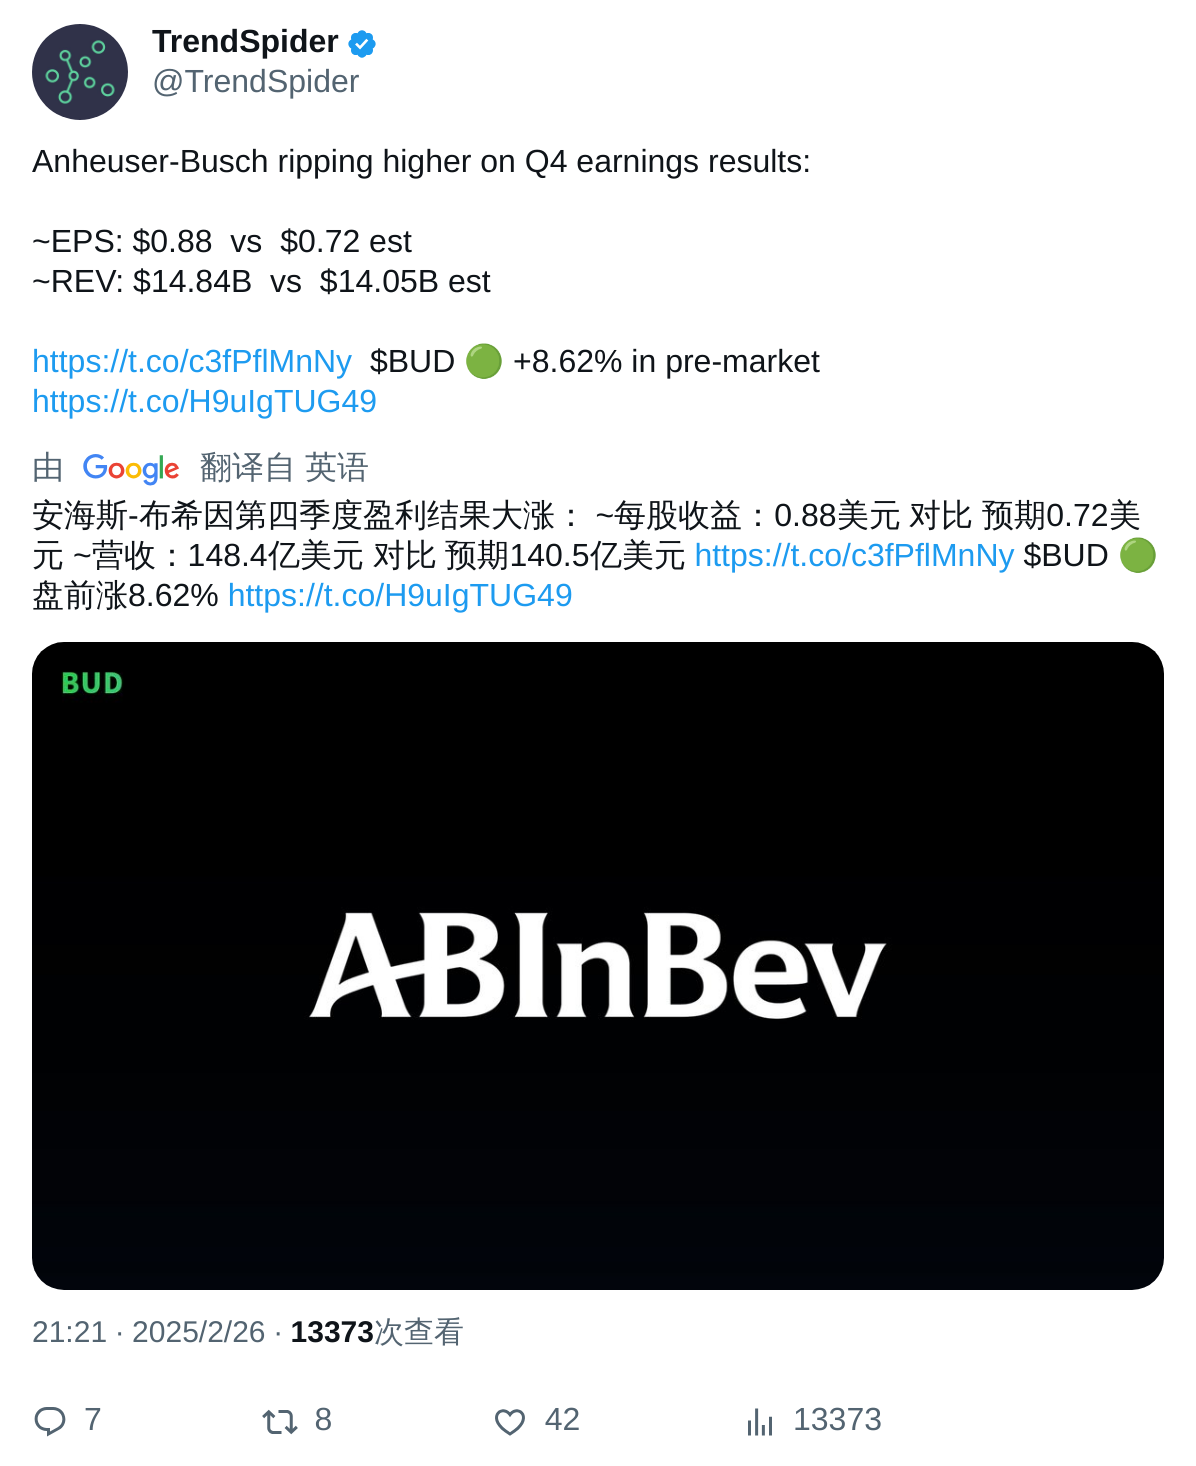 TrendSpider
@TrendSpider
Anheuser-Busch ripping higher on Q4 earnings results:
~EPS: $0.88  vs  $0.72 est
~REV: $14.84B  vs  $14.05B est
https://t.co/c3fPflMnNy  $BUD 🟢 +8.62% in pre-market
https://t.co/H9uIgTUG49
由 Google 翻译自 英语
安海斯-布希因第四季度盈利结果大涨： ~每股收益：0.88美元 对比 预期0.72美
元 ~营收：148.4亿美元 对比 预期140.5亿美元 https://t.co/c3fPflMnNy $BUD 🟢
盘前涨8.62% https://t.co/H9uIgTUG49
BUD
ABInBev
21:21 · 2025/2/26 · 13373次查看
7 8 42 13373